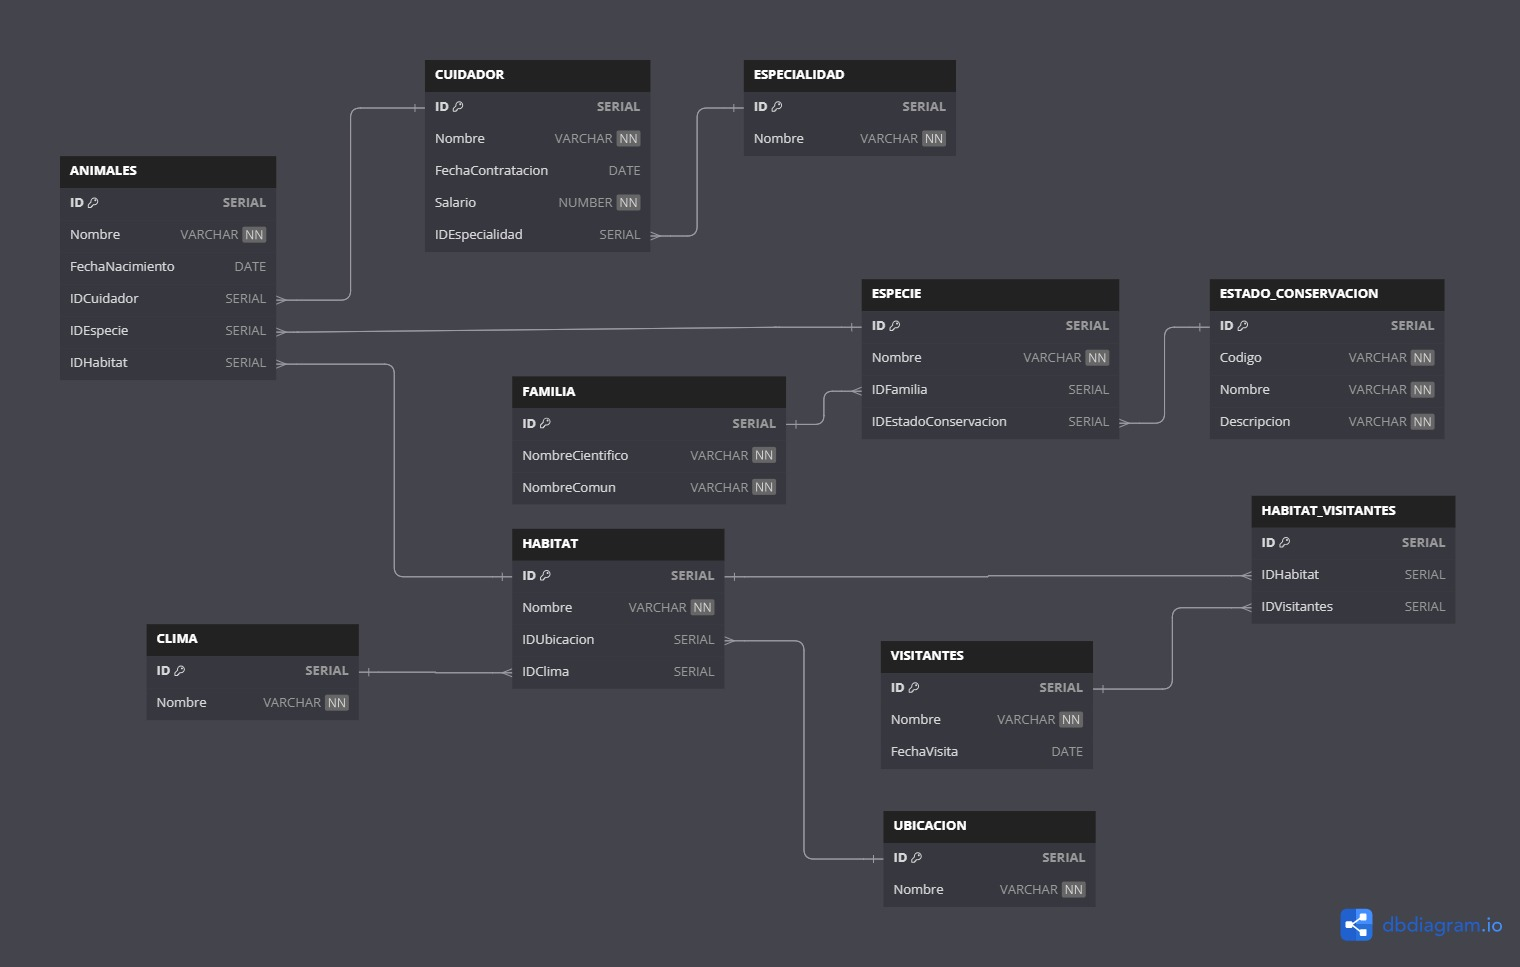 CUIDADOR
ID SERIAL
Nombre VARCHAR NN
FechaContratacion DATE
Salario NUMBER NN
IDEspecialidad SERIAL
ESPECIALIDAD
ID SERIAL
Nombre VARCHAR NN
ANIMALES
ID SERIAL
Nombre VARCHAR NN
FechaNacimiento DATE
IDCuidador SERIAL
IDEspecie SERIAL
IDHabitat SERIAL
ESPECIE
ID SERIAL
Nombre VARCHAR NN
IDFamilia SERIAL
IDEstadoConservacion SERIAL
ESTADO_CONSERVACION
ID SERIAL
Codigo VARCHAR NN
Nombre VARCHAR NN
Descripcion VARCHAR NN
FAMILIA
ID SERIAL
NombreCientifico VARCHAR NN
NombreComun VARCHAR NN
HABITAT
ID SERIAL
Nombre VARCHAR NN
IDUbicacion SERIAL
IDClima SERIAL
HABITAT_VISITANTES
ID SERIAL
IDHabitat SERIAL
IDVisitantes SERIAL
CLIMA
ID SERIAL
Nombre VARCHAR NN
VISITANTES
ID SERIAL
Nombre VARCHAR NN
FechaVisita DATE
UBICACION
ID SERIAL
Nombre VARCHAR NN
dbdiagram.io